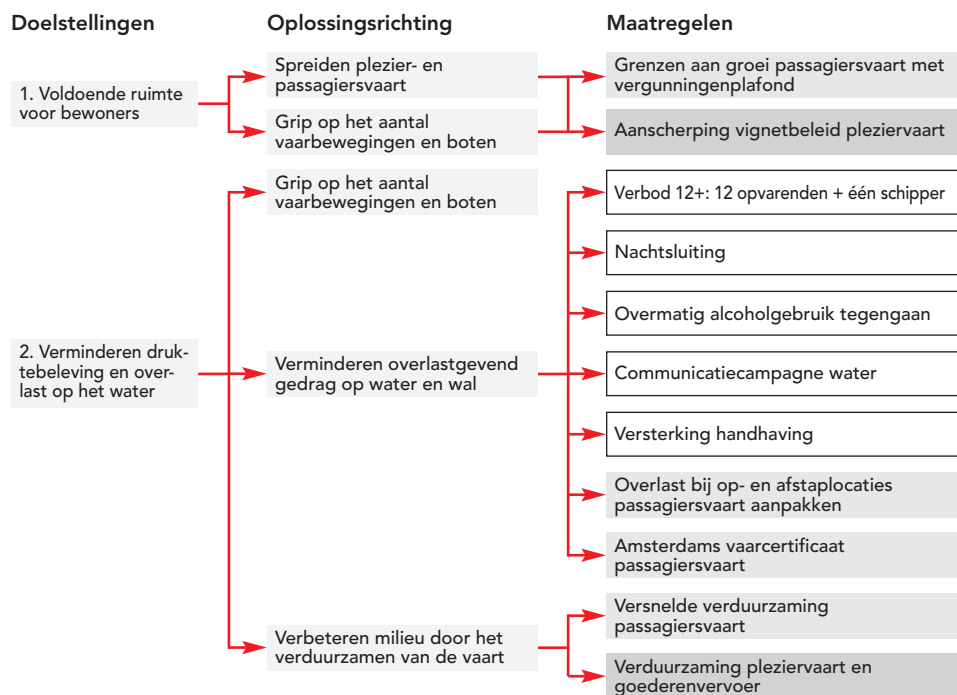 Doelstellingen
Oplossingsrichting
Maatregelen
1. Voldoende ruimte
voor bewoners
Spreiden plezier- en
passagiersvaart
Grip op het aantal
vaarbewegingen en boten
Grenzen aan groei passagiersvaart met
vergunningenplafond
Aanscherping vignetbeleid pleziervaart
2. Verminderen druk-
tebeleving en over-
last op het water
Grip op het aantal
vaarbewegingen en boten
Verminderen overlastgevend
gedrag op water en wal
Verbod 12+: 12 opvarenden + één schipper
Nachtsluiting
Overmatig alcoholgebruik tegengaan
Communicatiecampagne water
Versterking handhaving
Overlast bij op- en afstaplocaties
passagiersvaart aanpakken
Amsterdams vaarcertificaat
passagiersvaart
Verbeteren milieu door het
verduurzamen van de vaart
Versnelde verduurzaming
passagiersvaart
Verduurzaming pleziervaart en
goederenvervoer